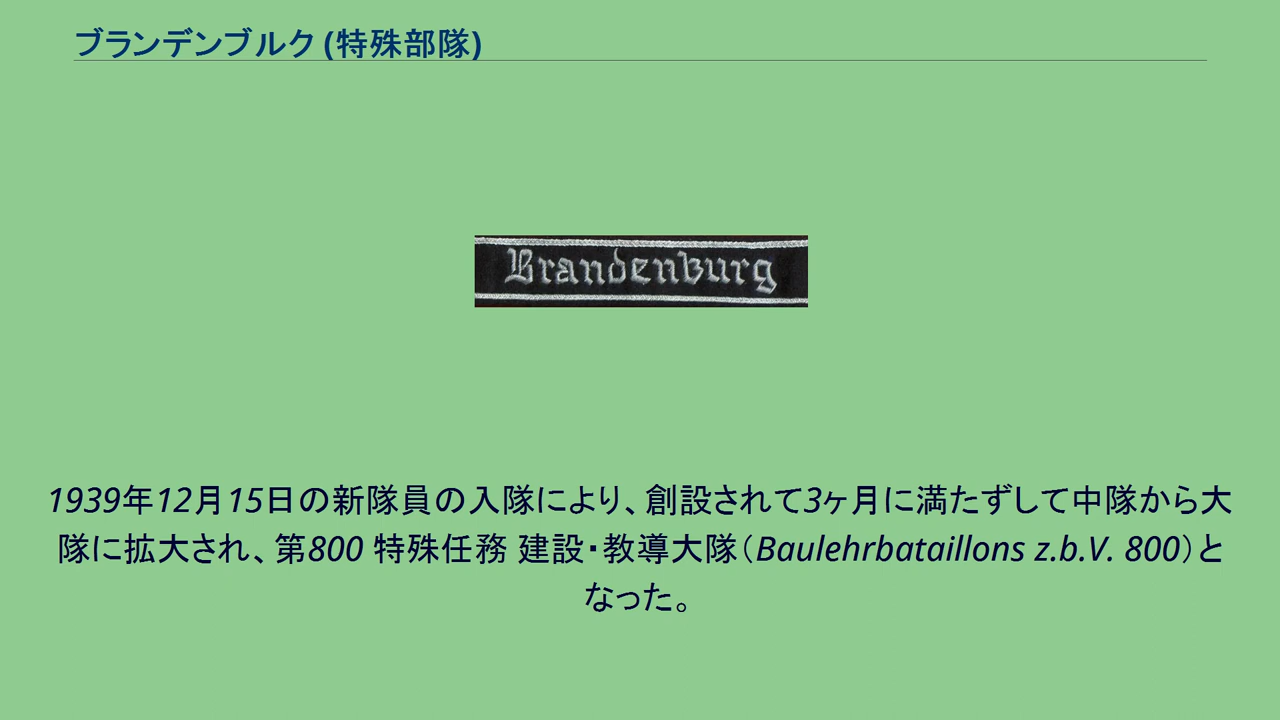 ブランデンブルク (特殊部隊)
Brandenburg
1939年12月15日の新隊員の入隊により、創設されて3ヶ月に満たずして中隊から大
隊に拡大され、第800 特殊任務 建設・教導大隊（Baulehrbataillons z.b.V. 800）と
なった。